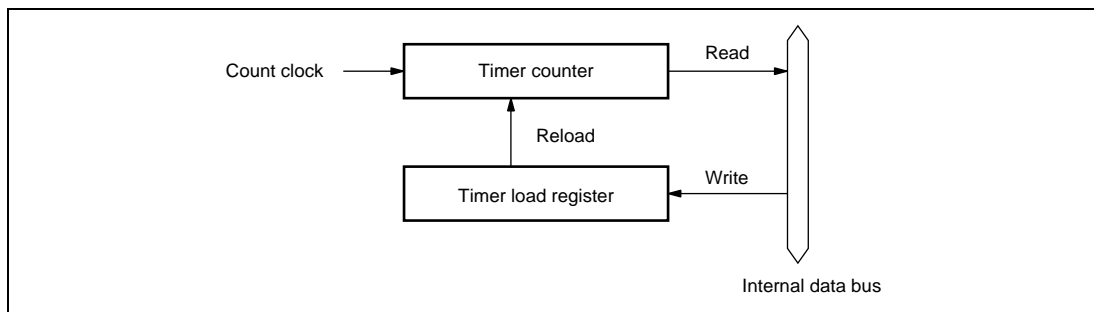 Read
Count clock
Timer counter
Reload
Write
Timer load register
Internal data bus